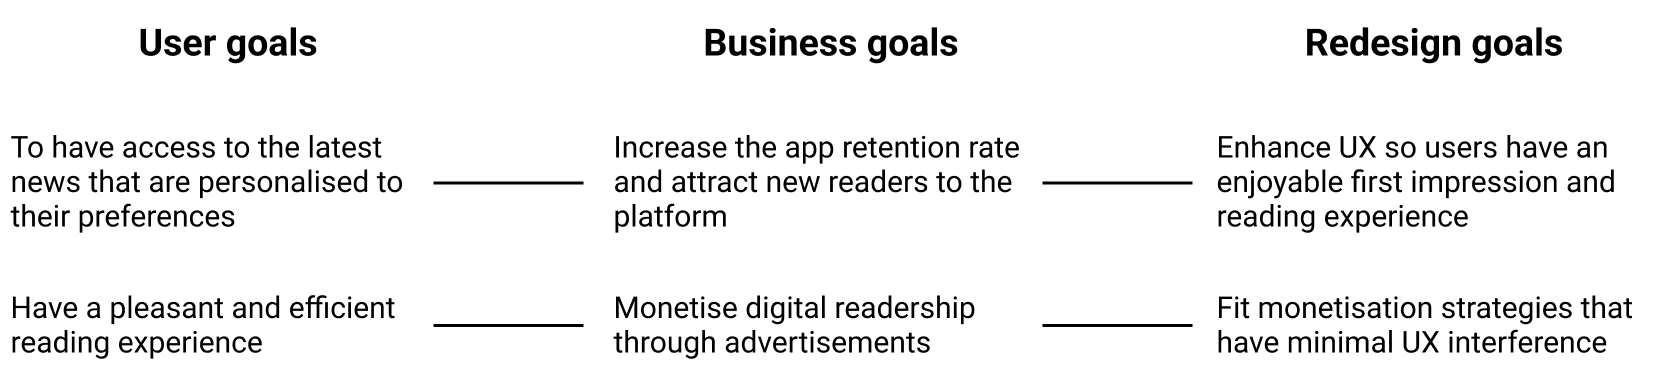 User goals
Business goals
Redesign goals
To have access to the latest
news that are personalised to
their preferences
Increase the app retention rate
and attract new readers to the
platform
Enhance UX so users have an
enjoyable first impression and
reading experience
Have a pleasant and efficient
reading experience
Monetise digital readership
through advertisements
Fit monetisation strategies that
have minimal UX interference